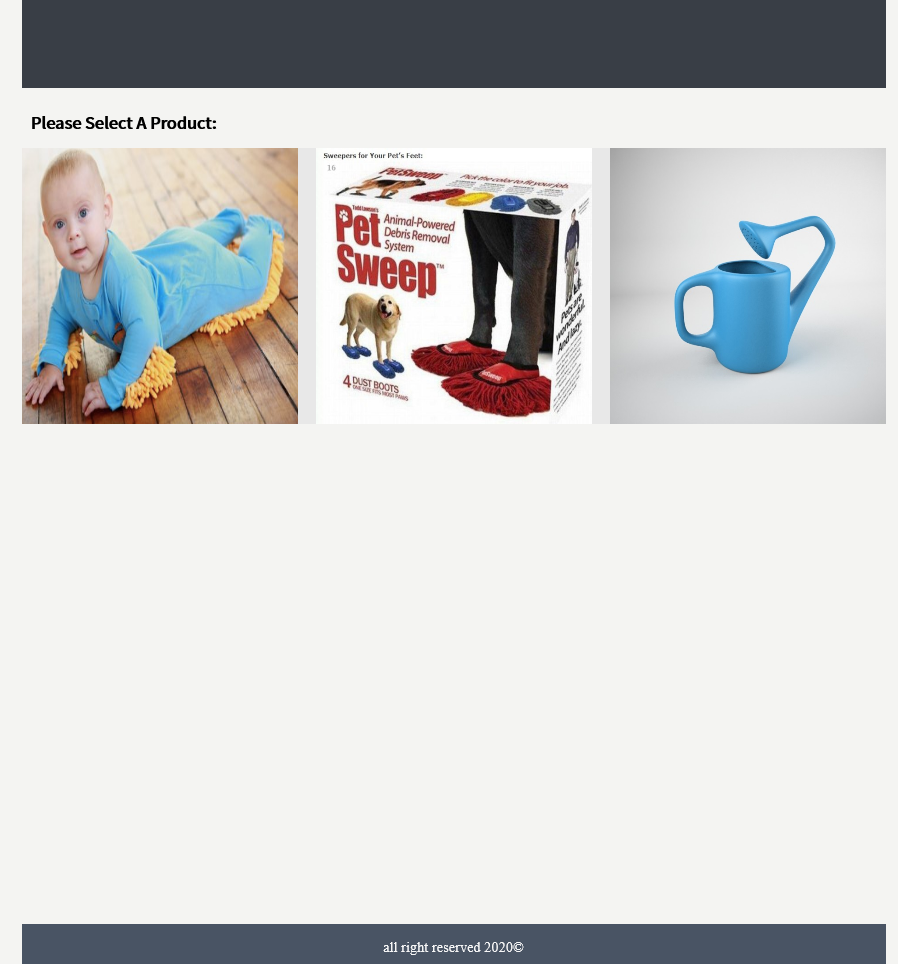 Please Select A Product:
Sweepers for Your Pet's Feet:
16
PetSweep
Pick the color to fit your job.
Todd Lawson's
Pet
Sweep™
Animal-Powered
Debris Removal
System
4 DUST BOOTS
ONE SIZE FITS MOST PAWS
Pets are
wonderful.
And lazy.
all right reserved 2020©